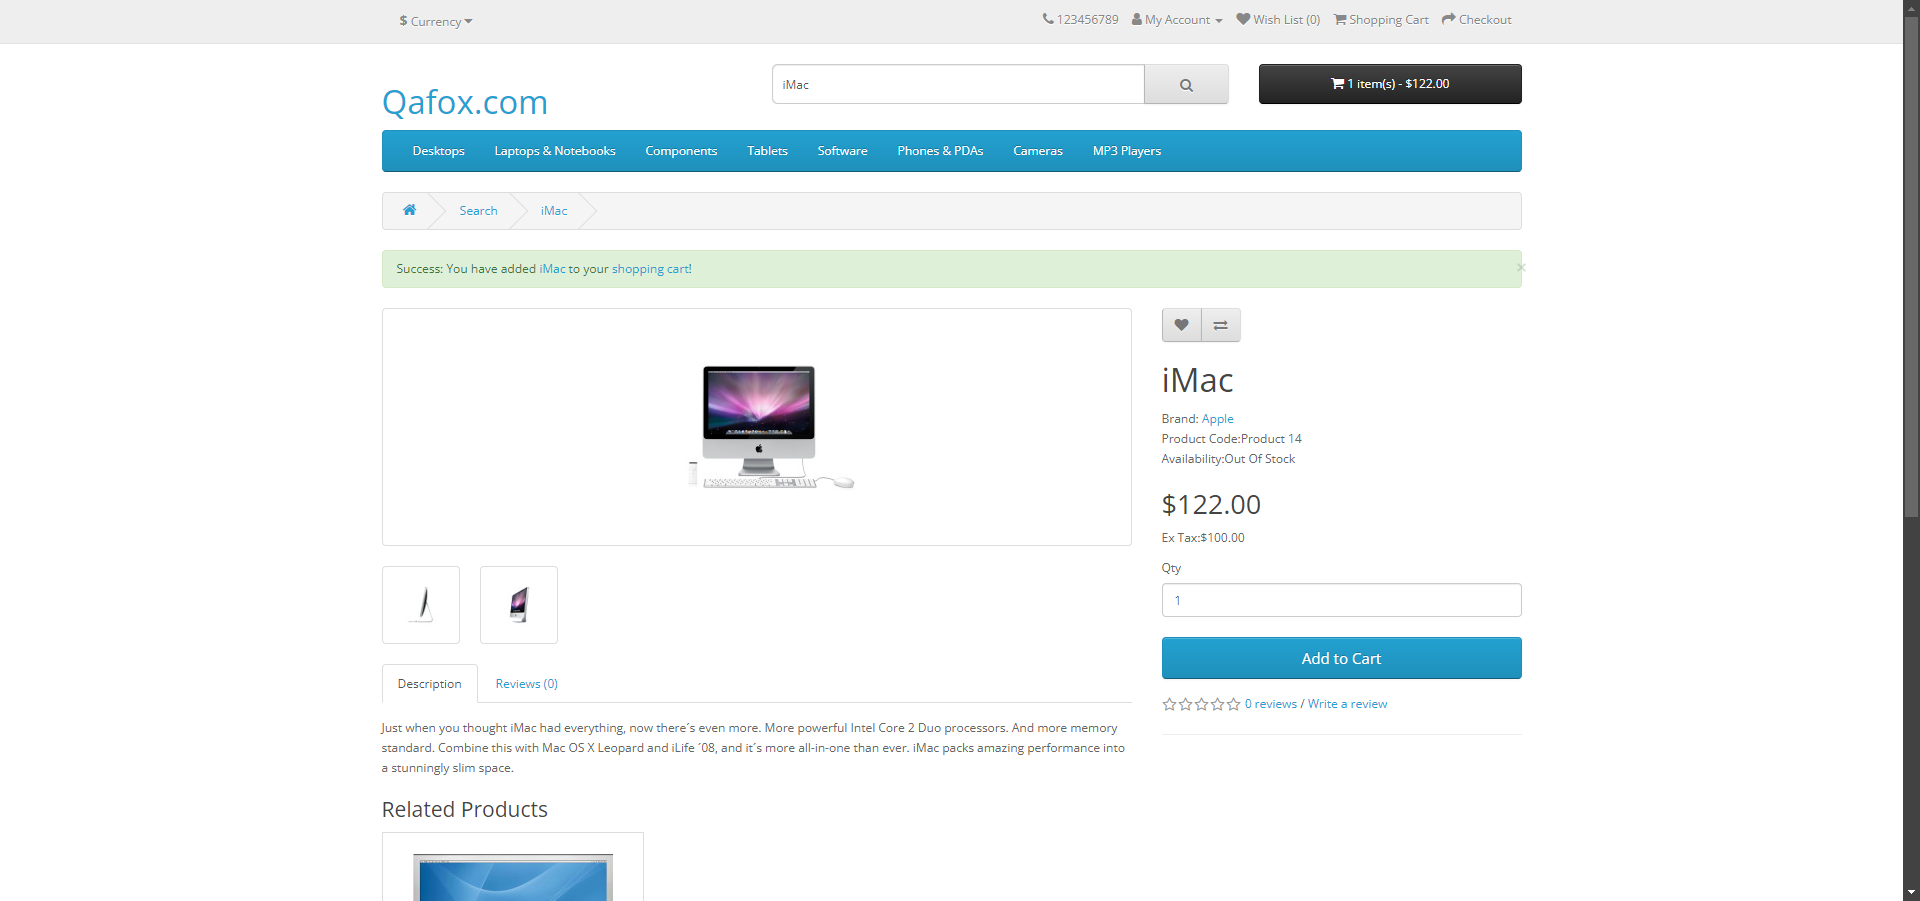 $ Currency
123456789 My Account Wish List (0) Shopping Cart Checkout
Qafox.com
iMac
1 item(s) - $122.00
Desktops Laptops & Notebooks Components Tablets Software Phones & PDAs Cameras MP3 Players
Search iMac
Success: You have added iMac to your shopping cart!
×
iMac
Brand: Apple
Product Code:Product 14
Availability:Out Of Stock
$122.00
Ex Tax:$100.00
Qty
1
Add to Cart
0 reviews / Write a review
Description Reviews (0)
Just when you thought iMac had everything, now there´s even more. More powerful Intel Core 2 Duo processors. And more memory
standard. Combine this with Mac OS X Leopard and iLife ´08, and it´s more all-in-one than ever. iMac packs amazing performance into
a stunningly slim space.
Related Products